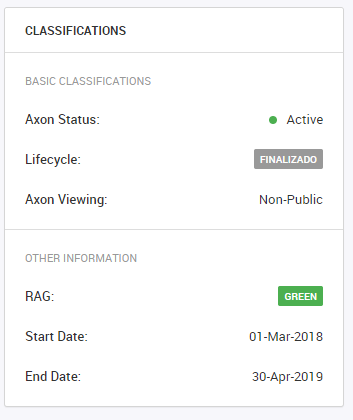 CLASSIFICATIONS
BASIC CLASSIFICATIONS
Axon Status: Active
Lifecycle: FINALIZADO
Axon Viewing: Non-Public
OTHER INFORMATION
RAG: GREEN
Start Date: 01-Mar-2018
End Date: 30-Apr-2019